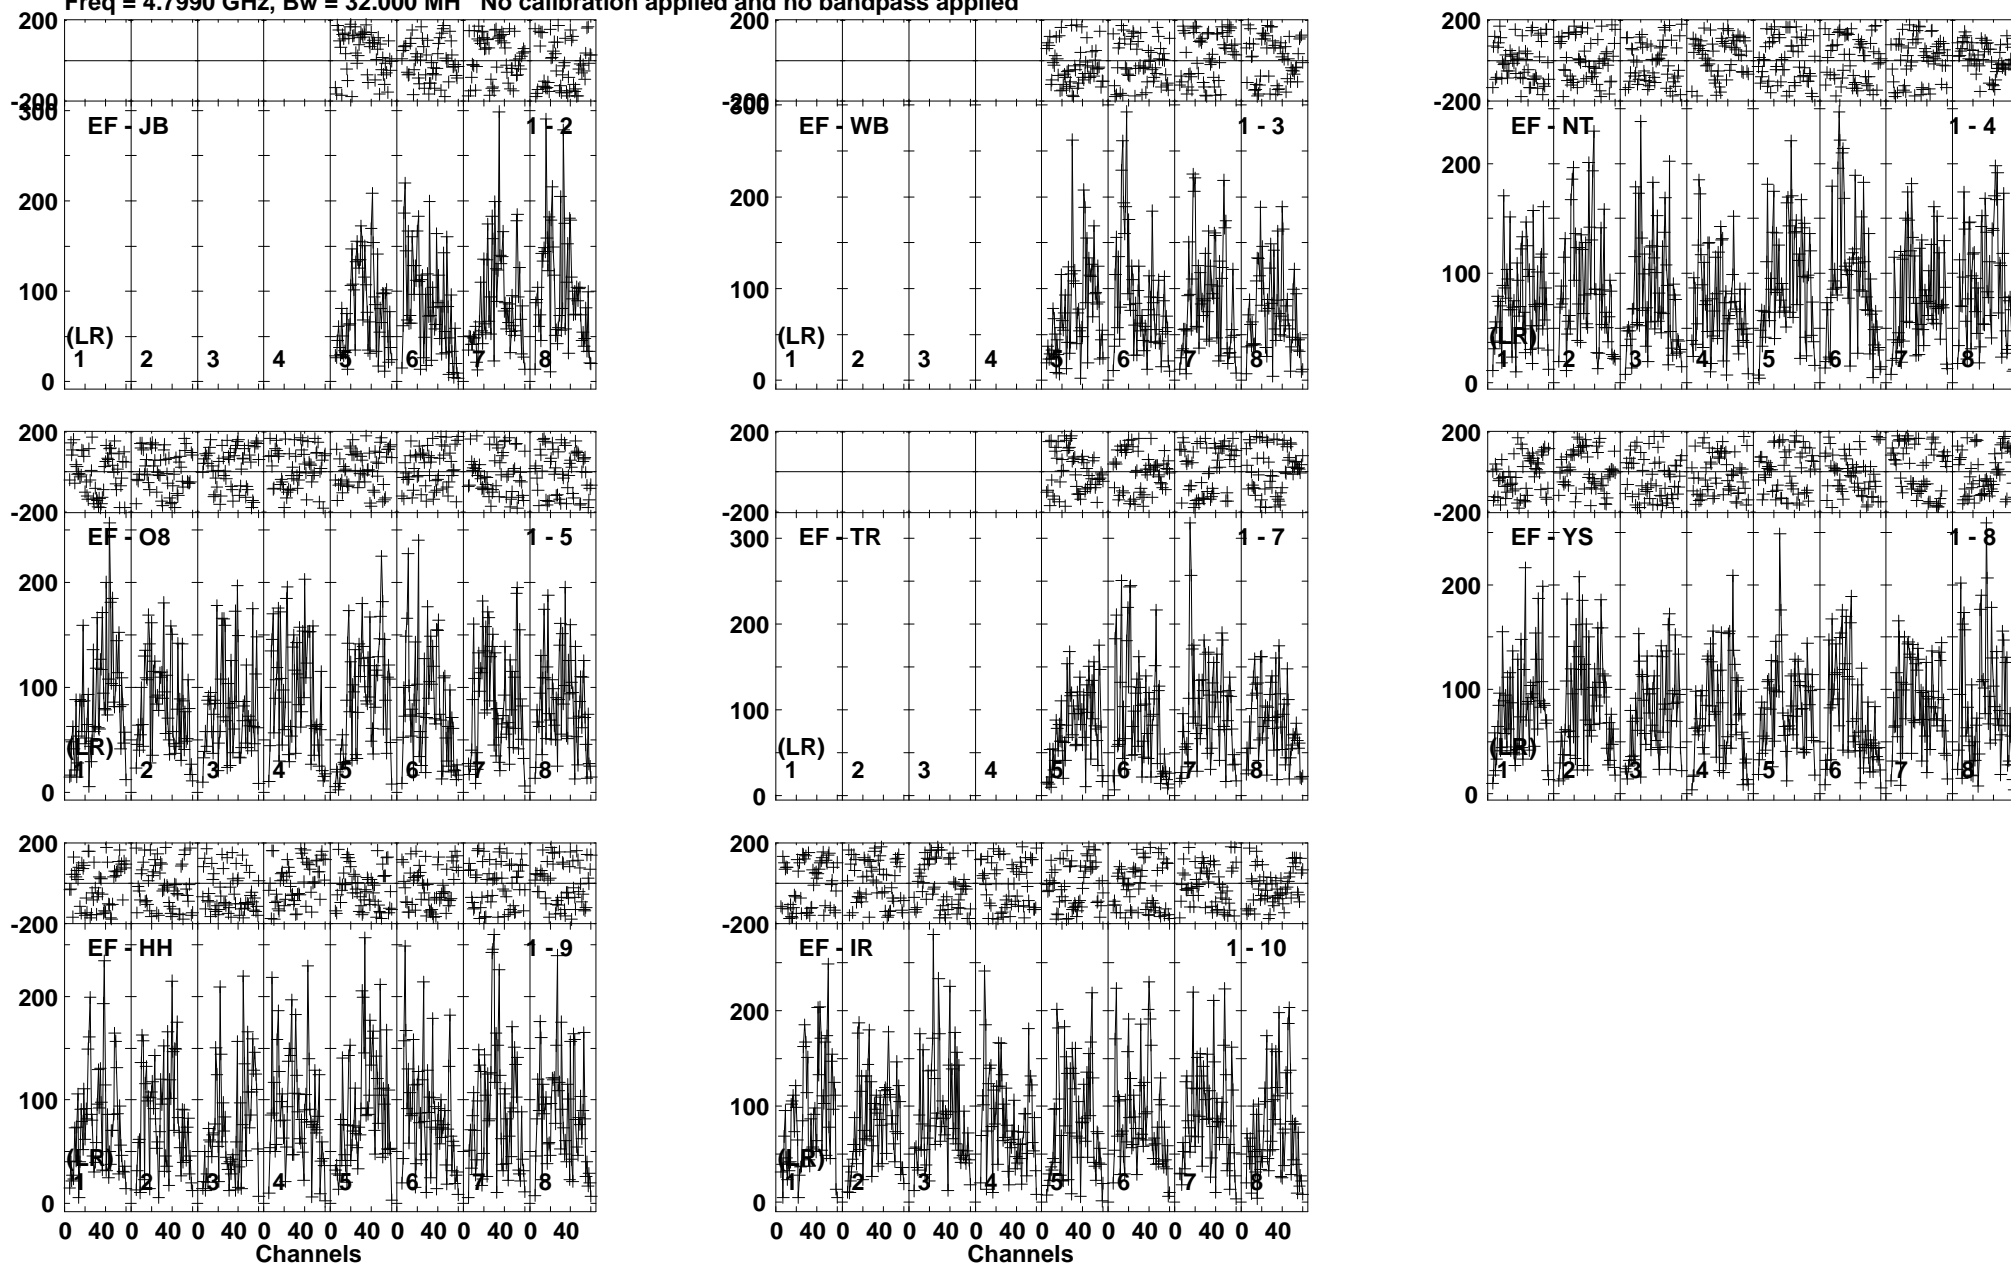 Freq = 4.7990 GHz, Bw = 32.000 MH No calibration applied and no bandpass applied
200 200 200
-200 -200 -200
300 300
EF - JB 1 - 2 EF - WB 1 - 3 EF - NT 1 - 4
200 200 200
100 100 100
(LR) (LR) (LR)
1 2 3 4 5 6 7 8 1 2 3 4 5 6 7 8 1 2 3 4 5 6 7 8
0 0 0
200 200 200
-200 -200 -200
EF - O8 1 - 5 EF - TR 1 - 7 EF - YS 1 - 8
300
200 200 200
100 100 100
(LR) (LR) (LR)
1 2 3 4 5 6 7 8 1 2 3 4 5 6 7 8 1 2 3 4 5 6 7 8
0 0 0
200 200
-200 -200
EF - HH 1 - 9 EF - IR 1 - 10
200 200
100 100
(LR) (LR)
1 2 3 4 5 6 7 8 1 2 3 4 5 6 7 8
0 0
0 40 0 40 0 40 0 40 0 40 0 40 0 40 0 40 0 40 0 40 0 40 0 40 0 40 0 40 0 40 0 40
Channels Channels